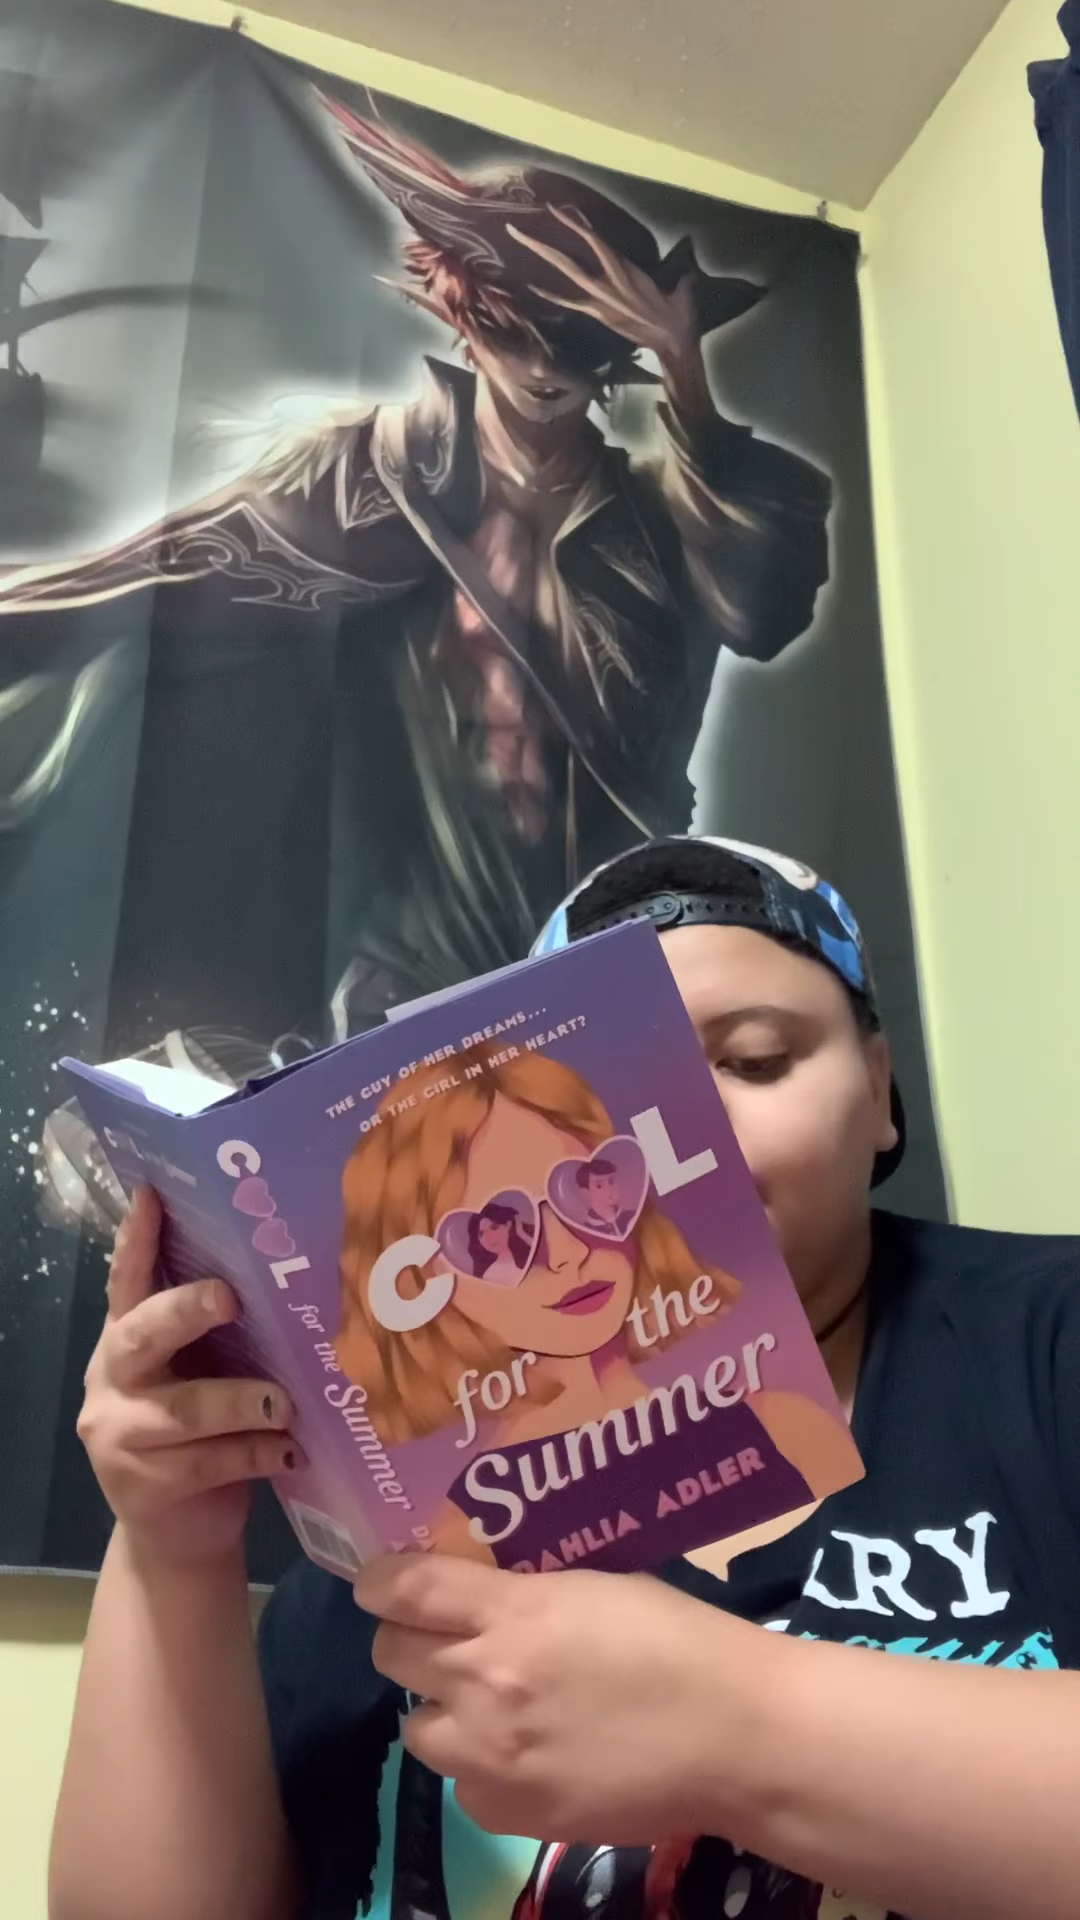 THE GUY OF HER DREAMS...
OR THE GIRL IN HER HEART?
COOL
for the
Summer
DAHLIA ADLER
COOL for the Summer
RY